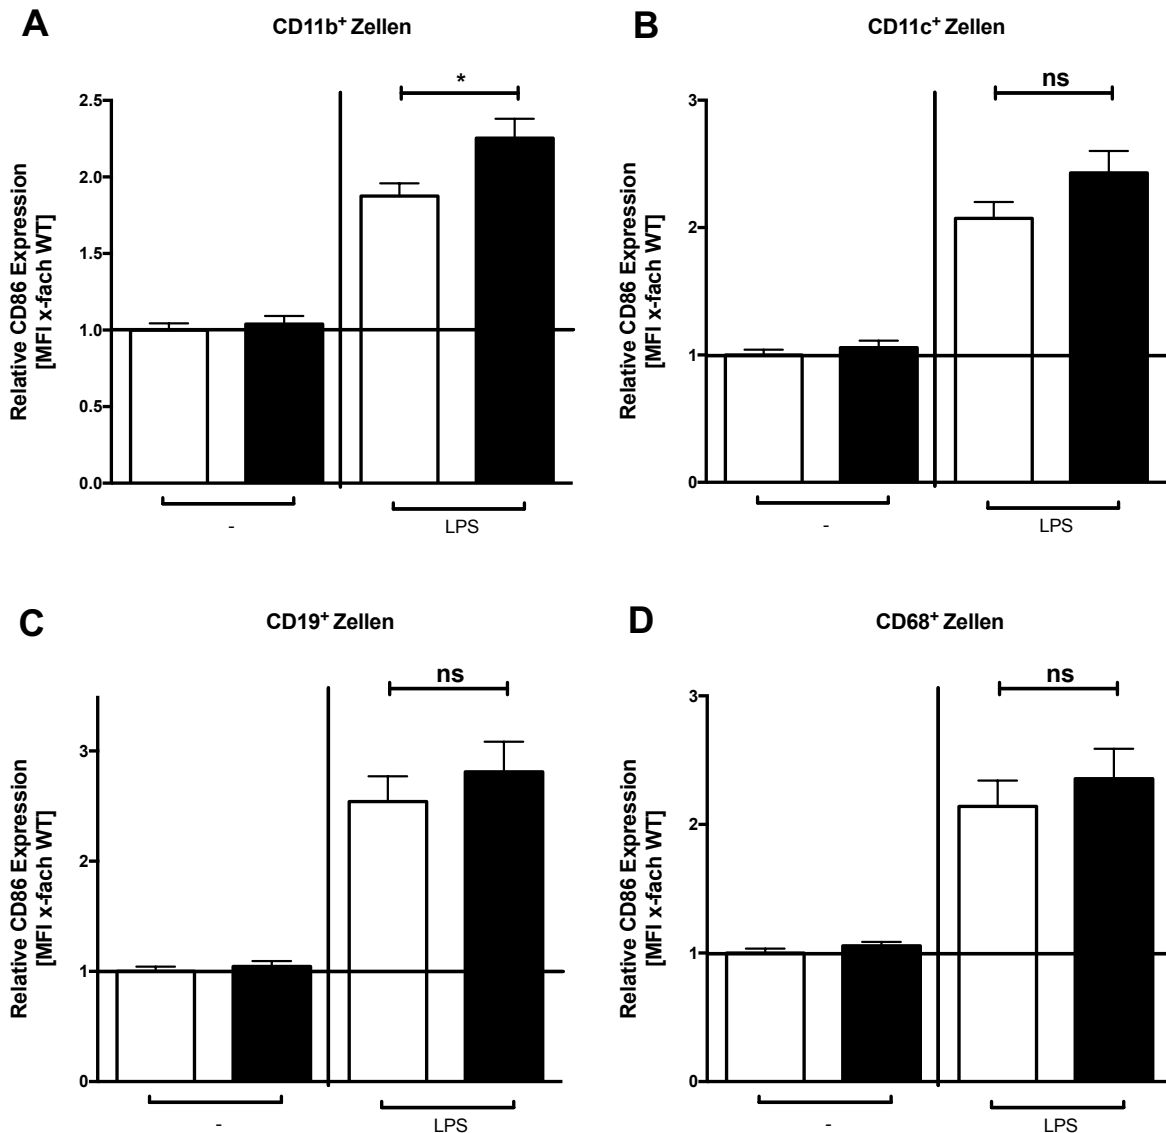 A
CD11b⁺ Zellen
*
Relative CD86 Expression
[MFI x-fach WT]
2.5
2.0
1.5
1.0
0.5
0.0
-
LPS
B
CD11c⁺ Zellen
ns
Relative CD86 Expression
[MFI x-fach WT]
3
2
1
0
-
LPS
C
CD19⁺ Zellen
ns
Relative CD86 Expression
[MFI x-fach WT]
3
2
1
0
-
LPS
D
CD68⁺ Zellen
ns
Relative CD86 Expression
[MFI x-fach WT]
3
2
1
0
-
LPS